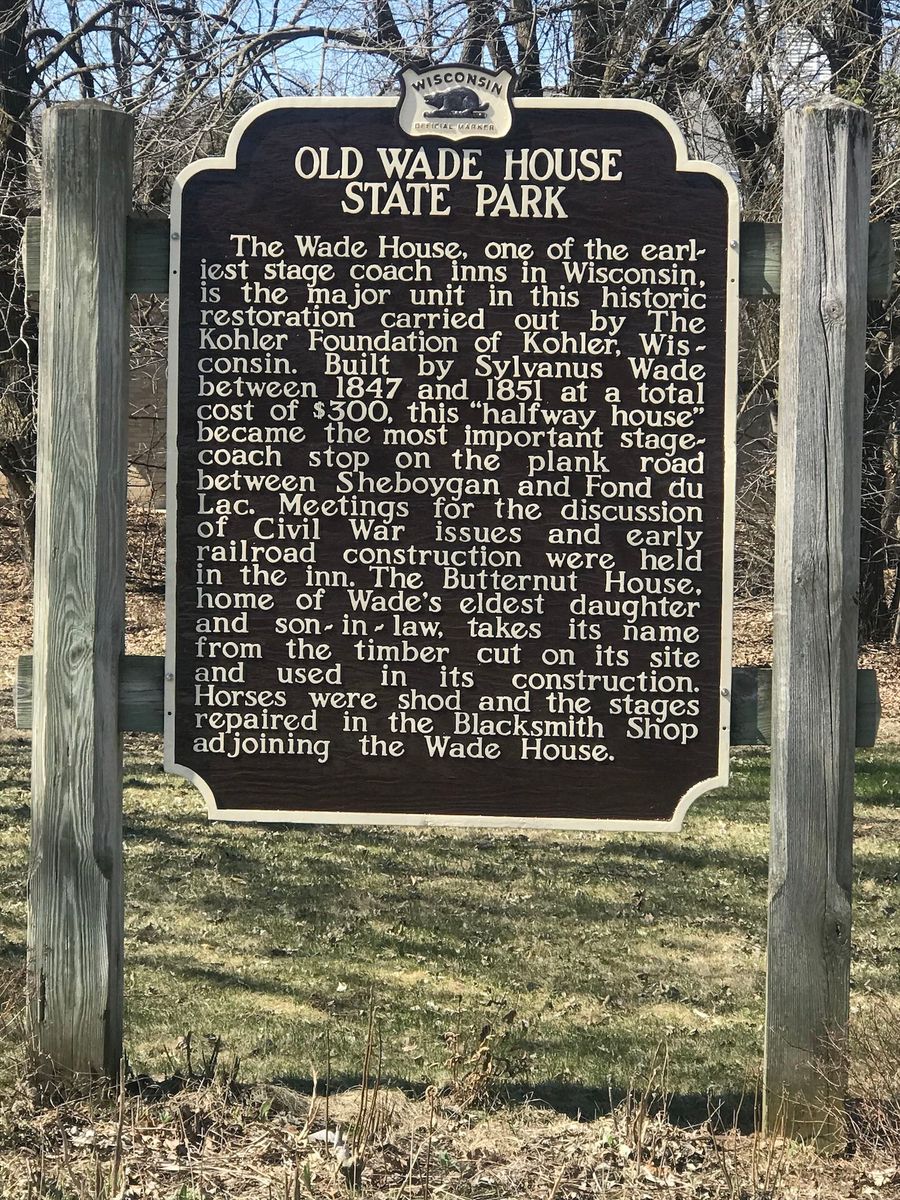 WISCONSIN
OFFICIAL MARKER
OLD WADE HOUSE
STATE PARK
The Wade House, one of the earl-
iest stage coach inns in Wisconsin,
is the major unit in this historic
restoration carried out by The
Kohler Foundation of Kohler, Wis-
consin. Built by Sylvanus Wade
between 1847 and 1851 at a total
cost of $300, this "halfway house"
became the most important stage-
coach stop on the plank road
between Sheboygan and Fond du
Lac. Meetings for the discussion
of Civil War issues and early
railroad construction were held
in the inn. The Butternut House,
home of Wade's eldest daughter
and son-in-law, takes its name
from the timber cut on its site
and used in its construction.
Horses were shod and the stages
repaired in the Blacksmith Shop
adjoining the Wade House.